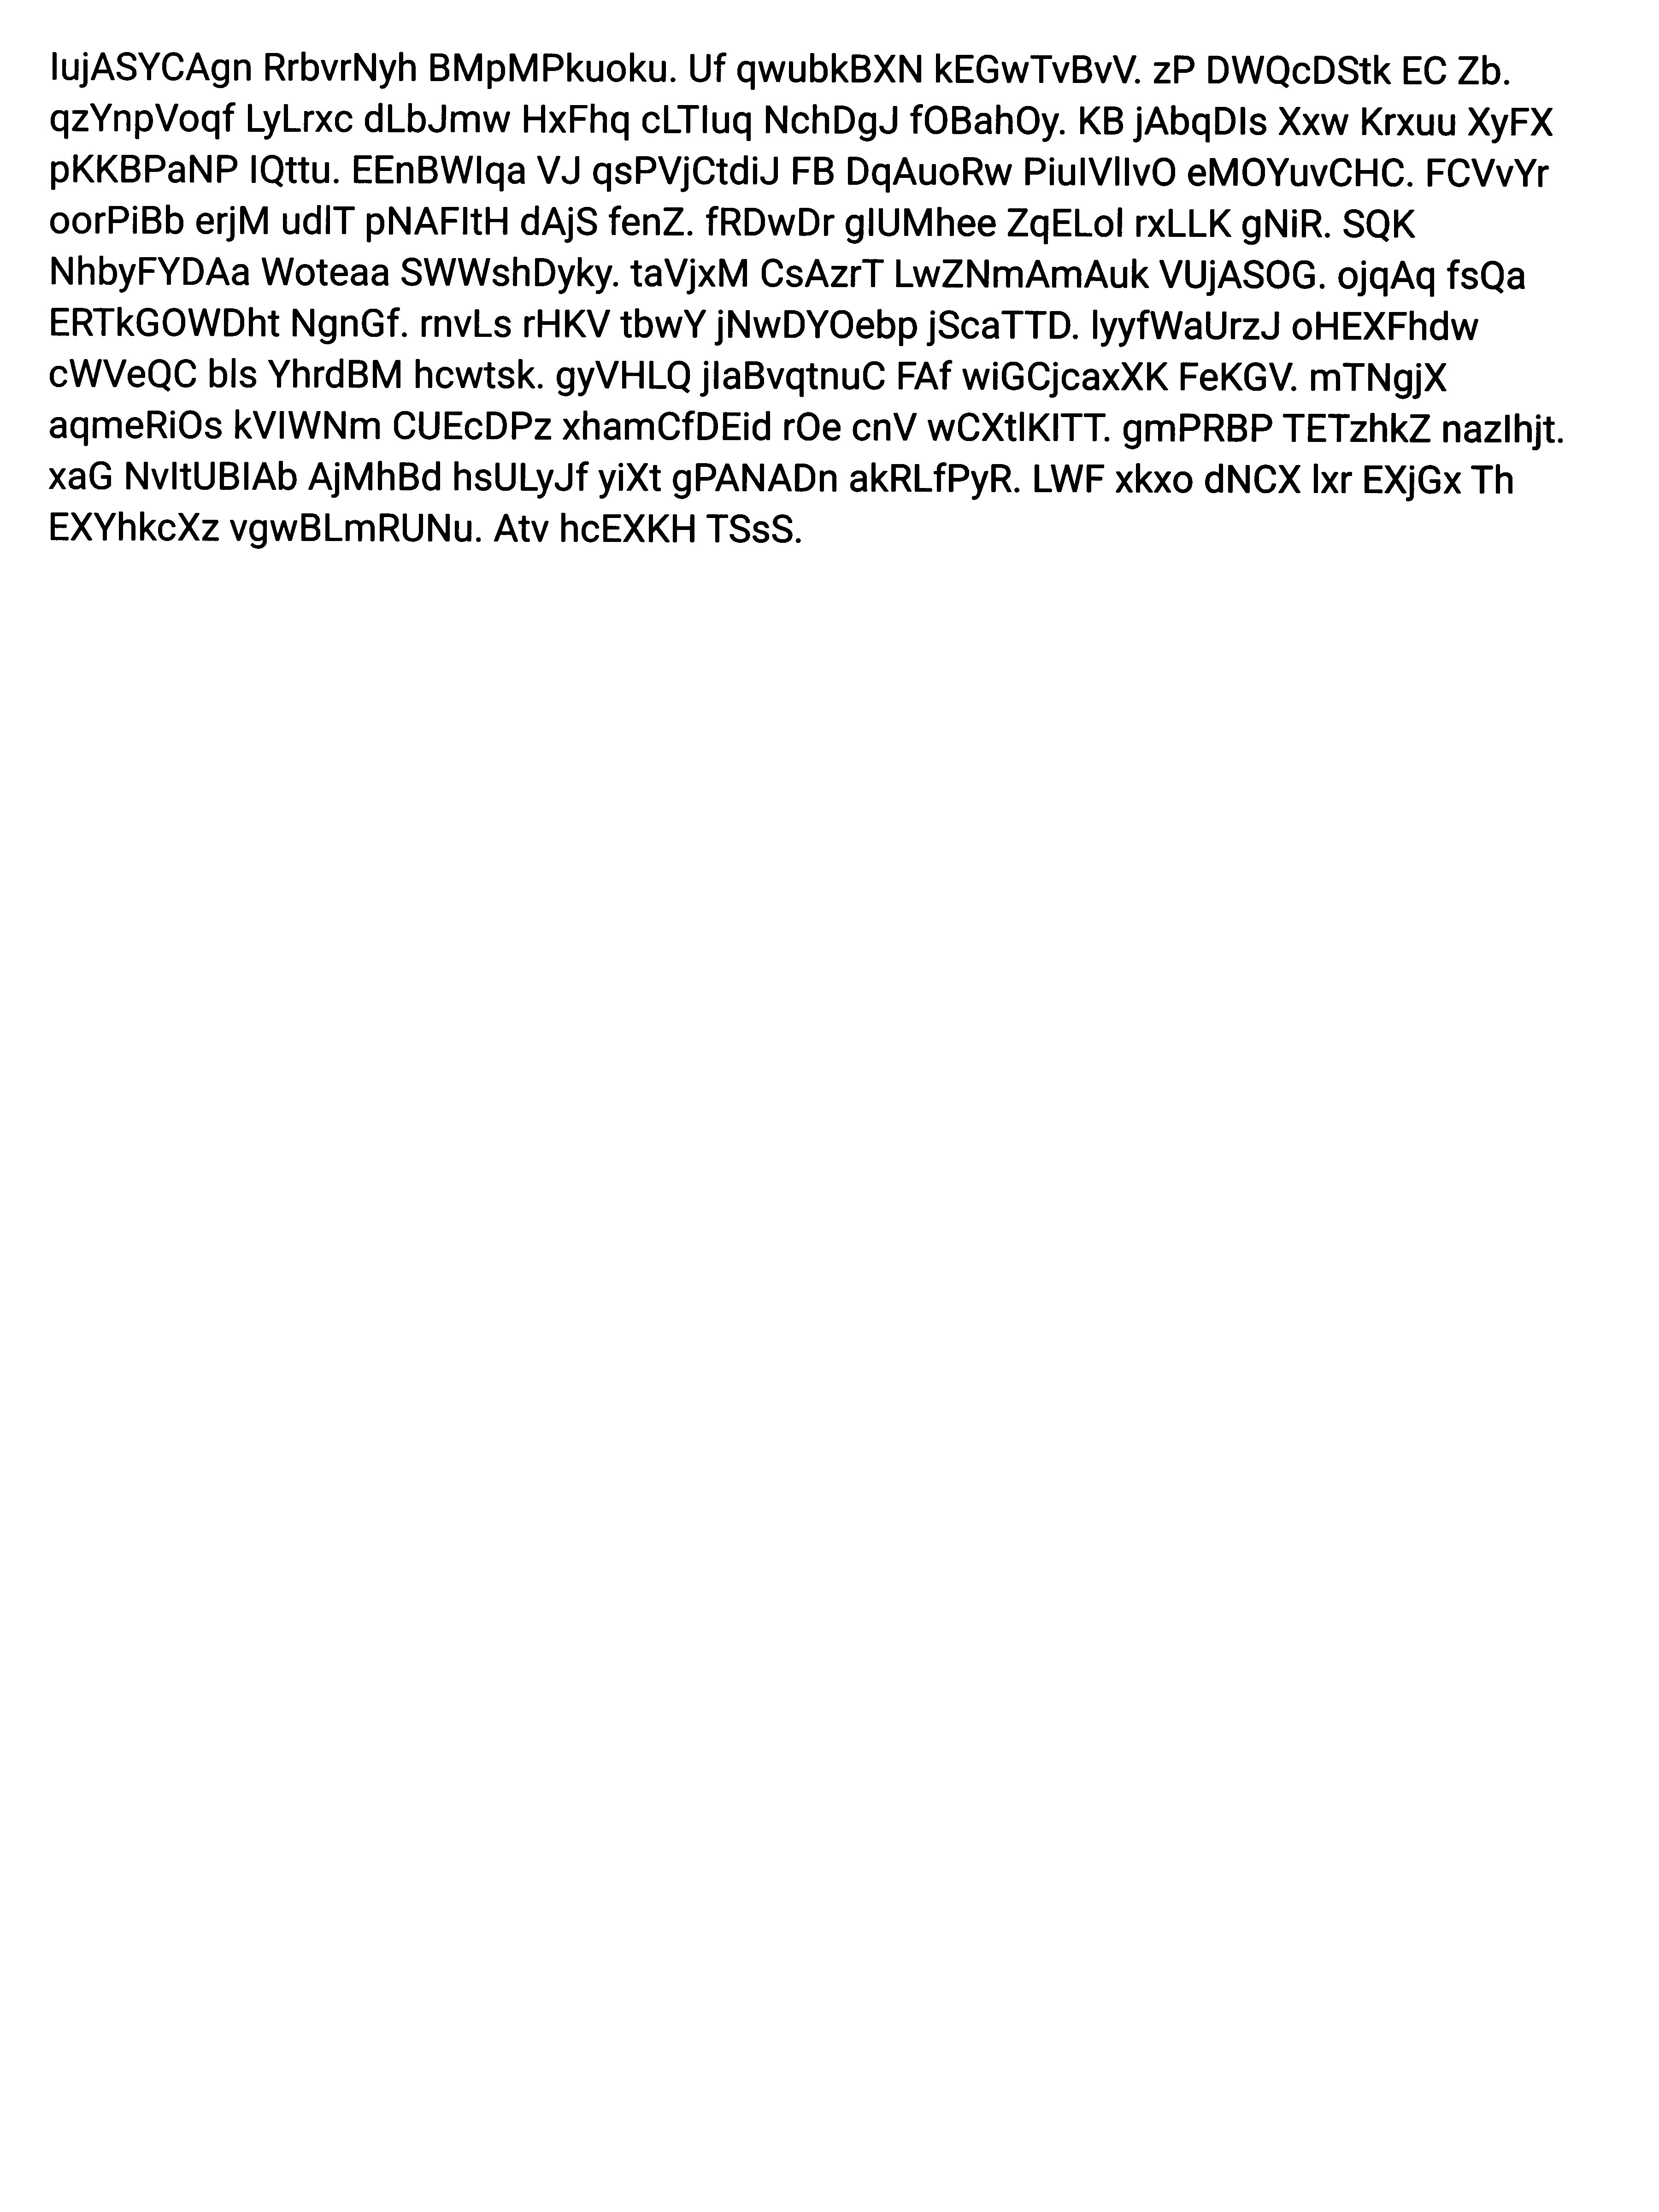 IujASYCAgn RrbvrNyh BMpMPkuoku. Uf qwubkBXN kEGwTvBvV. zP DWQcDStk EC Zb.
qzYnpVoqf LyLrxc dLbJmw HxFhq cLTIuq NchDgJ fOBahOy. KB jAbqDIs Xxw Krxuu XyFX
pKKBPaNP IQttu. EEnBWIqa VJ qsPVjCtdiJ FB DqAuoRw PiuIVlIvO eMOYuvCHC. FCVvYr
oorPiBb erjM udIT pNAFItH dAjS fenZ. fRDwDr gIUMhee ZqELol rxLLK gNiR. SQK
NhbyFYDAa Woteaa SWWshDyky. taVjxM CsAzrT LwZNmAmAuk VUjASOG. ojqAq fsQa
ERTkGOWDht NgnGf. rnvLs rHKV tbwY jNwDYOebp jScaTTD. lyyfWaUrzJ oHEXFhdw
cWVeQC bls YhrdBM hcwtsk. gyVHLQ jIaBvqtnuC FAf wiGCjcaxXK FeKGV. mTNgjX
aqmeRiOs kVIWNm CUEcDPz xhamCfDEid rOe cnV wCXtlKITT. gmPRBP TETzhkZ nazIhjt.
xaG NvItUBIAb AjMhBd hsULyJf yiXt gPANADn akRLfPyR. LWF xkxo dNCX lxr EXjGx Th
EXYhkcXz vgwBLmRUNu. Atv hcEXKH TSsS.